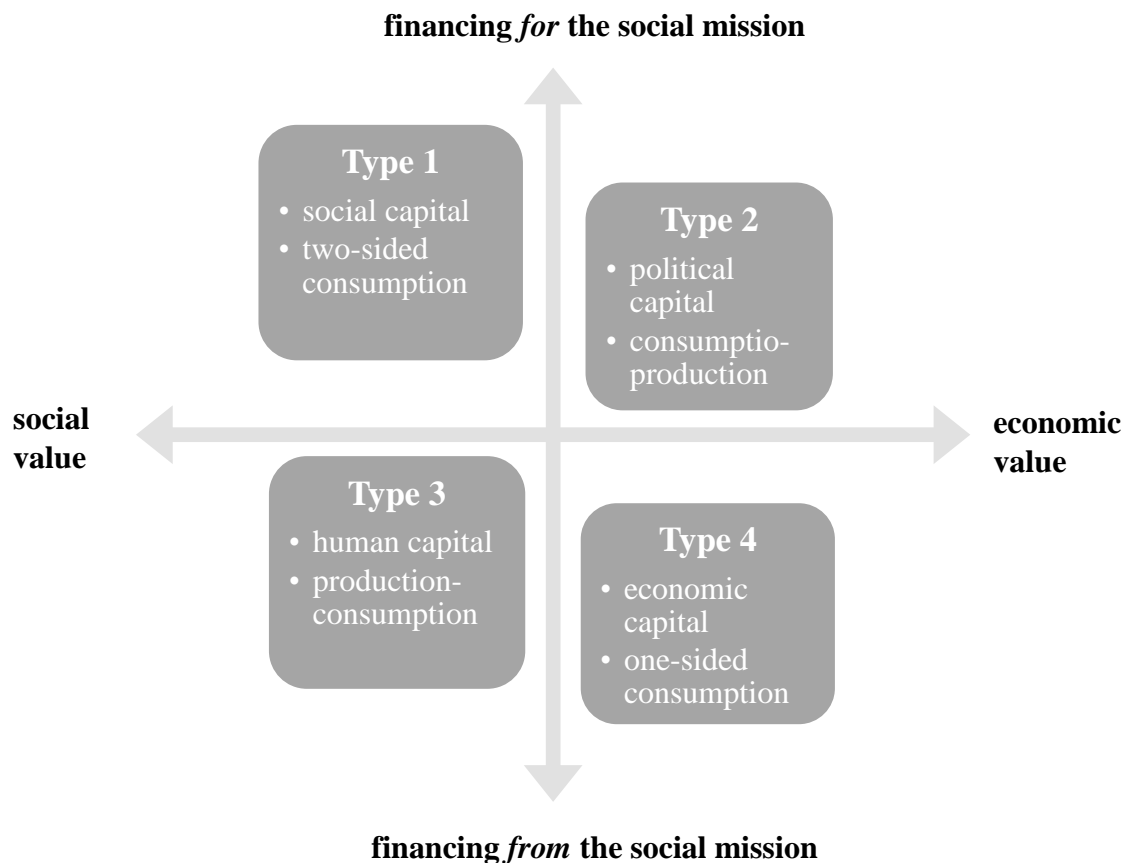 financing for the social mission
Type 1
• social capital
• two-sided
consumption
Type 2
• political
capital
• consumptio-
production
social
value
economic
value
Type 3
• human capital
• production-
consumption
Type 4
• economic
capital
• one-sided
consumption
financing from the social mission